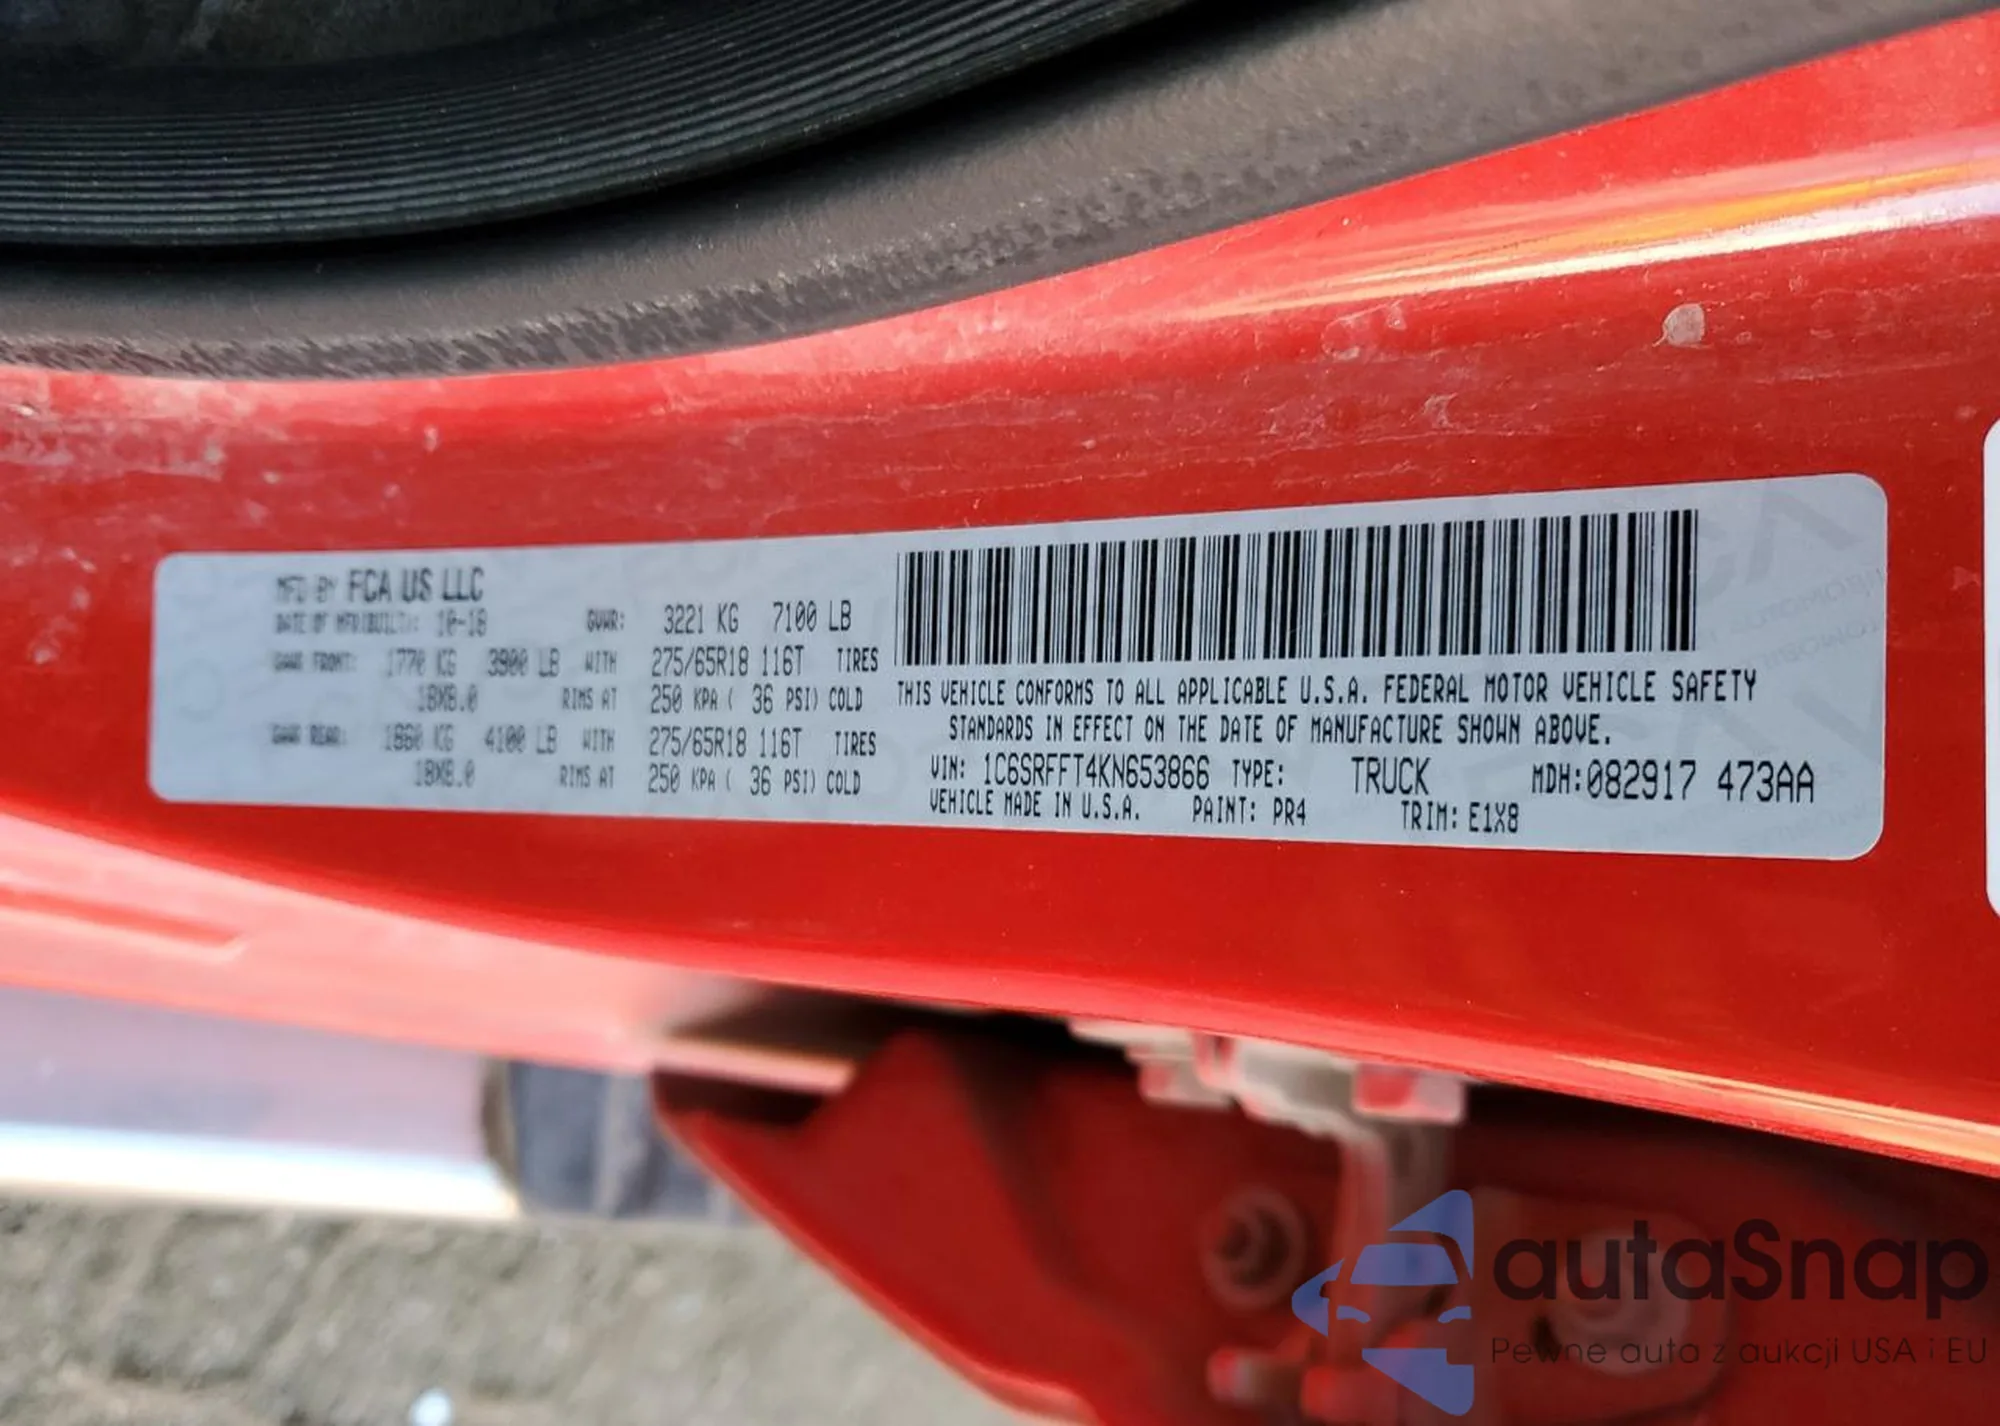 MFD BY FCA US LLC
DATE OF MFR(BUILT): 10-18 GVWR: 3221 KG 7100 LB
GAWR FRONT: 1770 KG 3900 LB WITH 275/65R18 116T TIRES
18X8.0 RIMS AT 250 KPA ( 36 PSI) COLD
GAWR REAR: 1860 KG 4100 LB WITH 275/65R18 116T TIRES
18X8.0 RIMS AT 250 KPA ( 36 PSI) COLD
THIS VEHICLE CONFORMS TO ALL APPLICABLE U.S.A. FEDERAL MOTOR VEHICLE SAFETY
STANDARDS IN EFFECT ON THE DATE OF MANUFACTURE SHOWN ABOVE.
VIN: 1C6SRFFT4KN653866 TYPE: TRUCK MDH:082917 473AA
VEHICLE MADE IN U.S.A. PAINT: PR4 TRIM: E1X8
autaSnap
Pewne auta z aukcji USA i EU